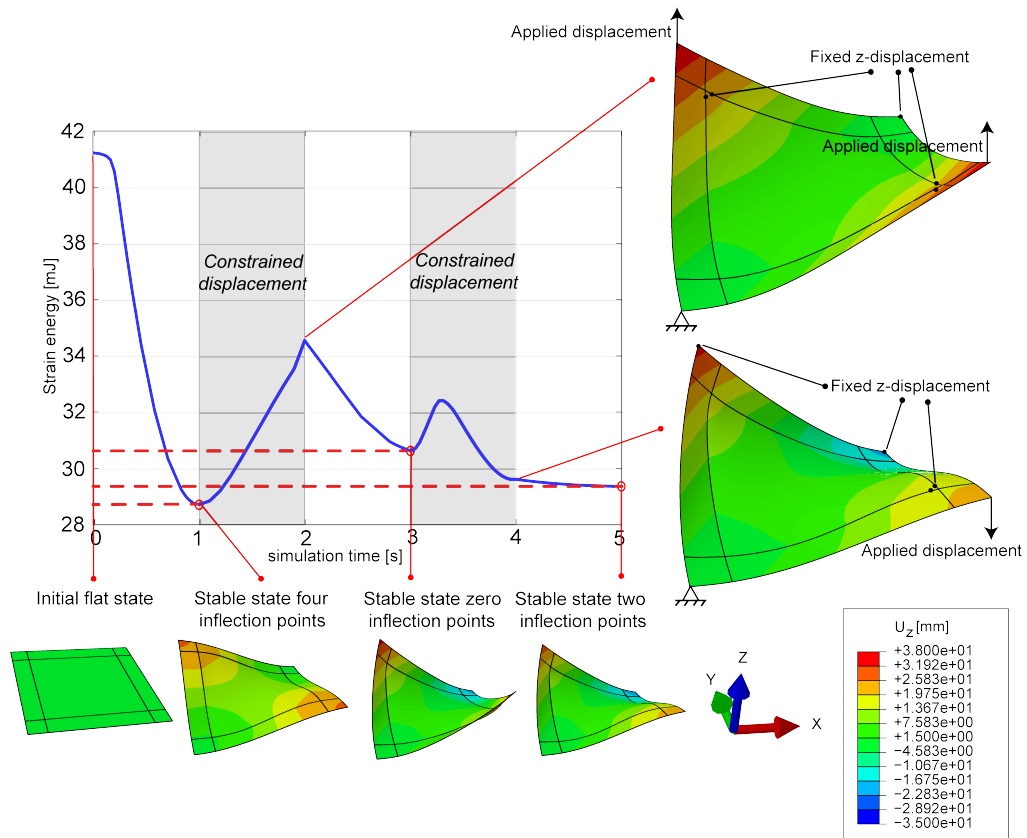 Applied displacement
Fixed z-displacement
Applied displacement
42
40
38
36
34
32
30
28
Strain energy [mJ]
Constrained
displacement
Constrained
displacement
0
1
2
3
4
5
simulation time [s]
Fixed z-displacement
Applied displacement
Initial flat state
Stable state four
inflection points
Stable state zero
inflection points
Stable state two
inflection points
Z
Y
X
Uz [mm]
+3.800e+01
+3.192e+01
+2.583e+01
+1.975e+01
+1.367e+01
+7.583e+00
+1.500e+00
−4.583e+00
−1.067e+01
−1.675e+01
−2.283e+01
−2.892e+01
−3.500e+01